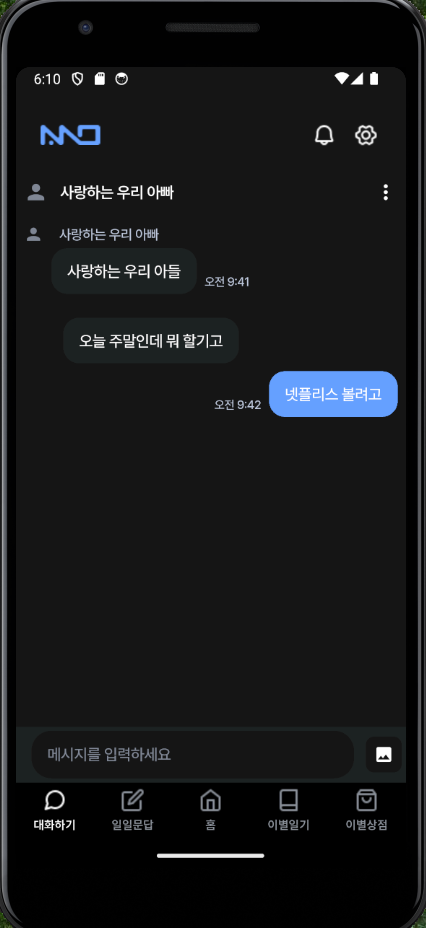 6:10
사랑하는 우리 아빠
사랑하는 우리 아빠
사랑하는 우리 아들
오전 9:41
오늘 주말인데 뭐 할기고
넷플리스 볼려고
오전 9:42
메시지를 입력하세요
대화하기 일일문답 홈 이별일기 이별상점